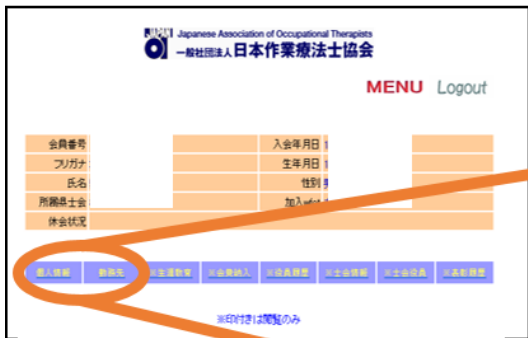 Japanese Association of Occupational Therapists
一般社団法人日本作業療法士協会
MENU Logout
会員番号 入会年月日
フリガナ 生年月日
氏名 性別
所属県士会 加入
休会状況
個人情報 勤務先 ※生涯教育 ※会費納入 ※役員履歴 ※士会情報 ※士会役員 ※表彰履歴
※印付きは閲覧のみ